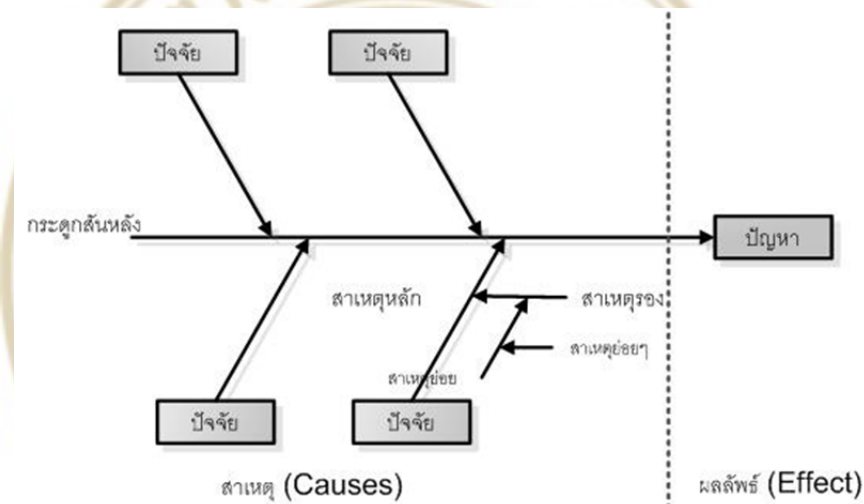 ปัจจัย
ปัจจัย
กระดูกสันหลัง
ปัญหา
สาเหตุหลัก
สาเหตุรอง
สาเหตุย่อยๆ
สาเหตุย่อย
ปัจจัย
ปัจจัย
สาเหตุ (Causes)
ผลลัพธ์ (Effect)